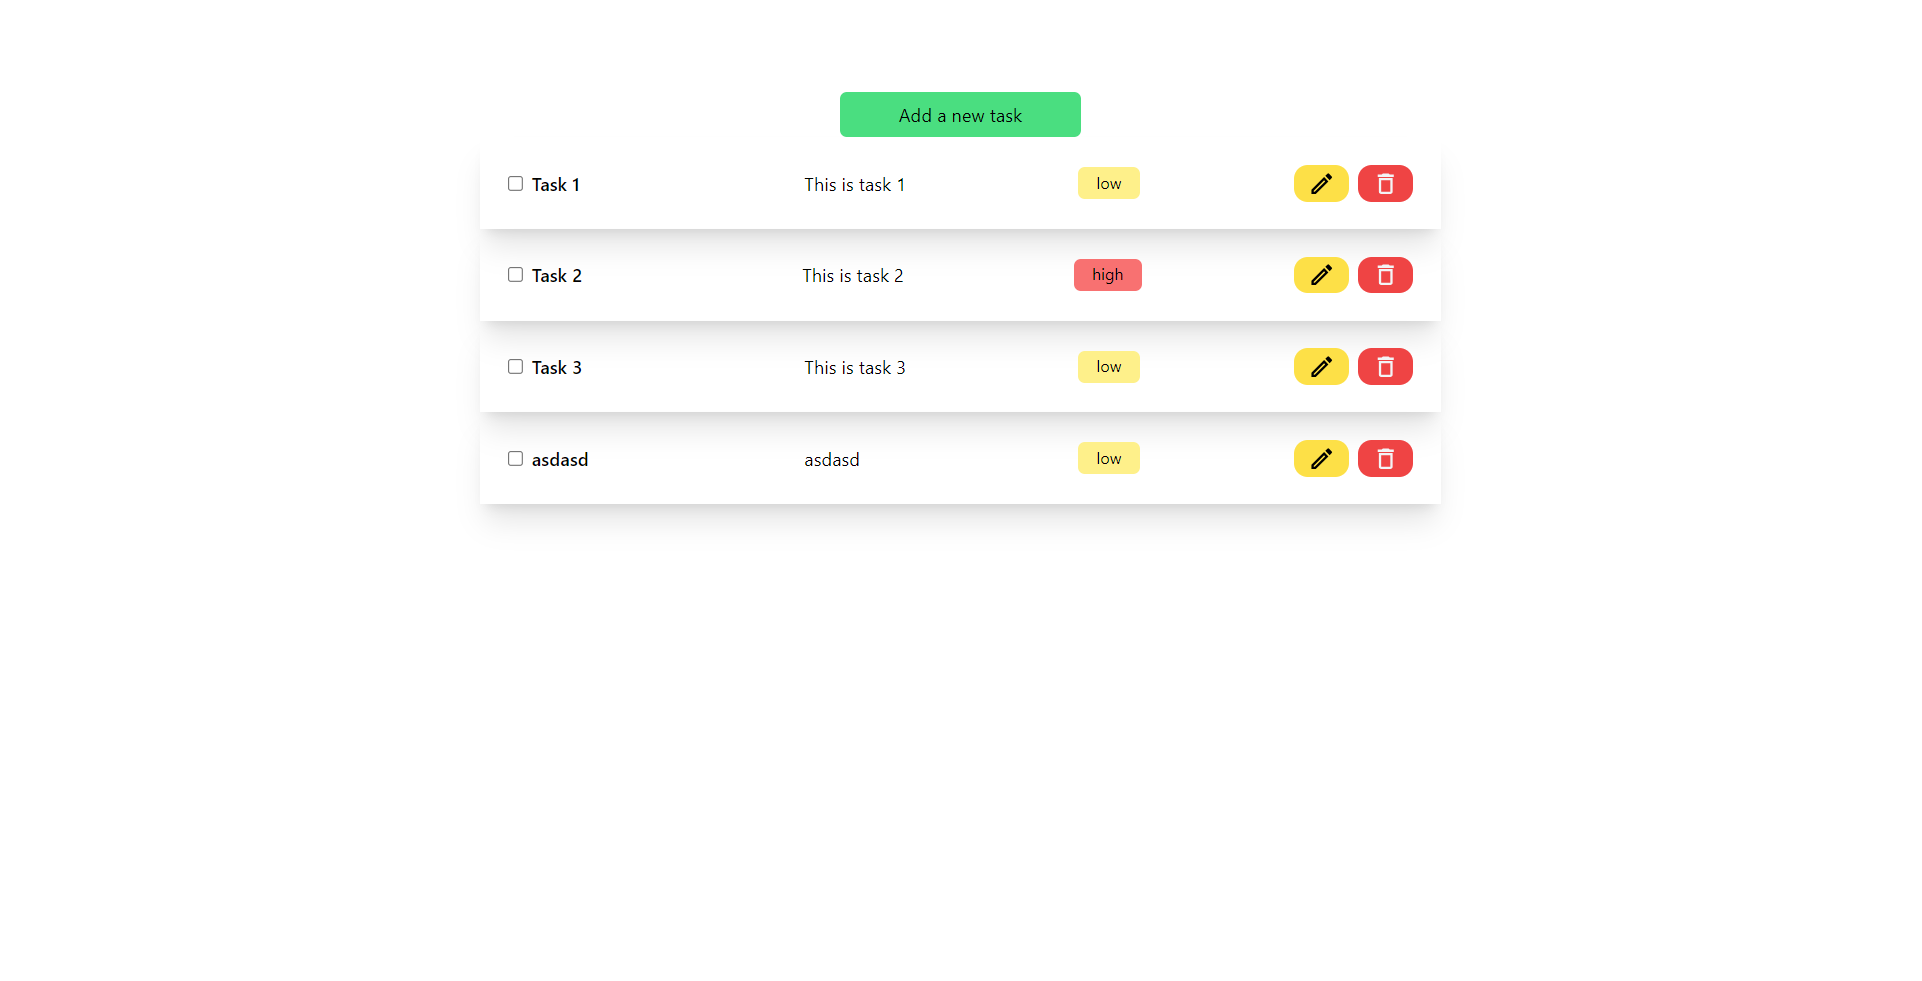 Add a new task
Task 1 This is task 1 low
Task 2 This is task 2 high
Task 3 This is task 3 low
asdasd asdasd low